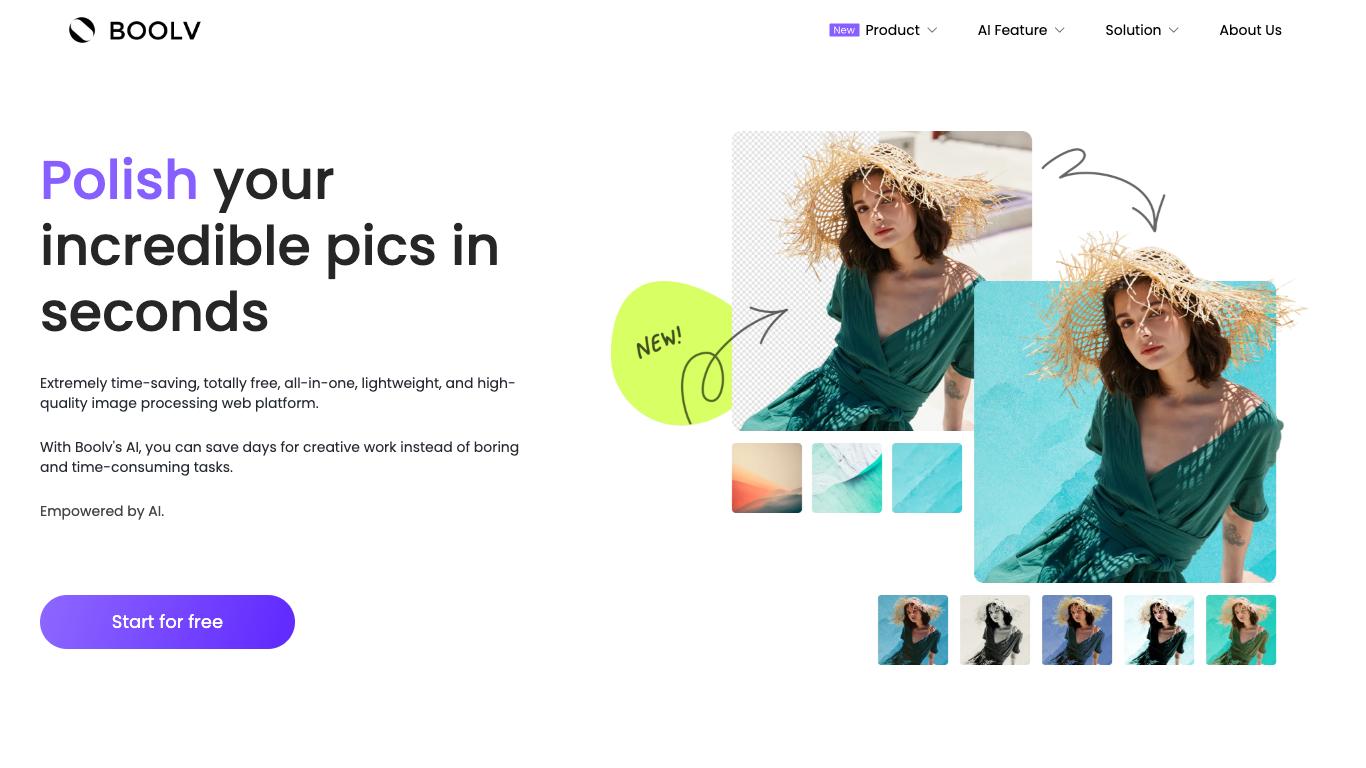 BOOLV
New Product AI Feature Solution About Us
Polish your
incredible pics in
seconds
Extremely time-saving, totally free, all-in-one, lightweight, and high-
quality image processing web platform.
With Boolv's AI, you can save days for creative work instead of boring
and time-consuming tasks.
Empowered by AI.
Start for free
NEW!